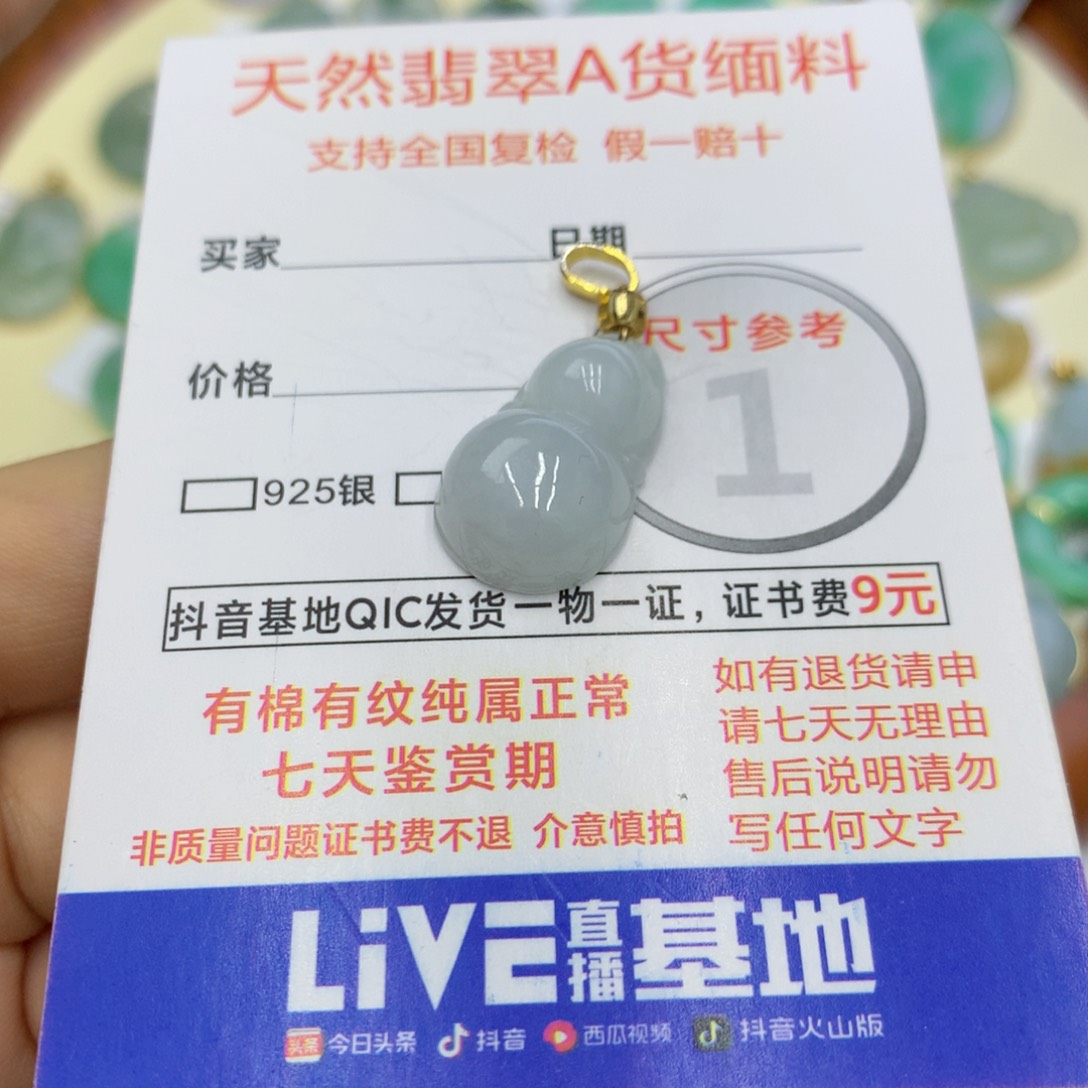 天然翡翠A货缅料
支持全国复检 假一赔十
买家 日期
尺寸参考
价格
1
925银
抖音基地QIC发货一物一证，证书费9元
有棉有纹纯属正常
七天鉴赏期
非质量问题证书费不退 介意慎拍
如有退货请申
请七天无理由
售后说明请勿
写任何文字
LiVE直播基地
头条 今日头条 抖音 西瓜视频 抖音火山版